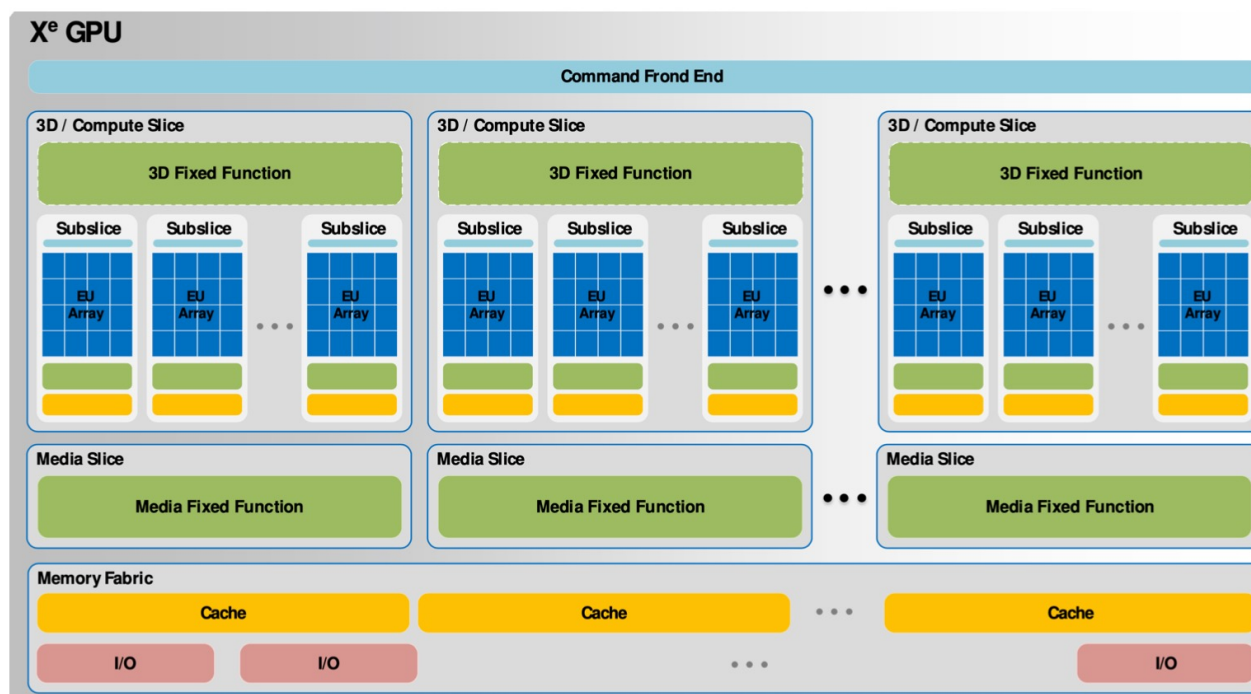 Xe GPU
Command Frond End
3D / Compute Slice
3D / Compute Slice
3D / Compute Slice
3D Fixed Function
3D Fixed Function
3D Fixed Function
Subslice
Subslice
Subslice
Subslice
Subslice
Subslice
Subslice
Subslice
Subslice
EU
Array
EU
Array
EU
Array
EU
Array
EU
Array
EU
Array
EU
Array
EU
Array
EU
Array
Media Slice
Media Slice
Media Slice
Media Fixed Function
Media Fixed Function
Media Fixed Function
Memory Fabric
Cache
Cache
Cache
I/O
I/O
I/O